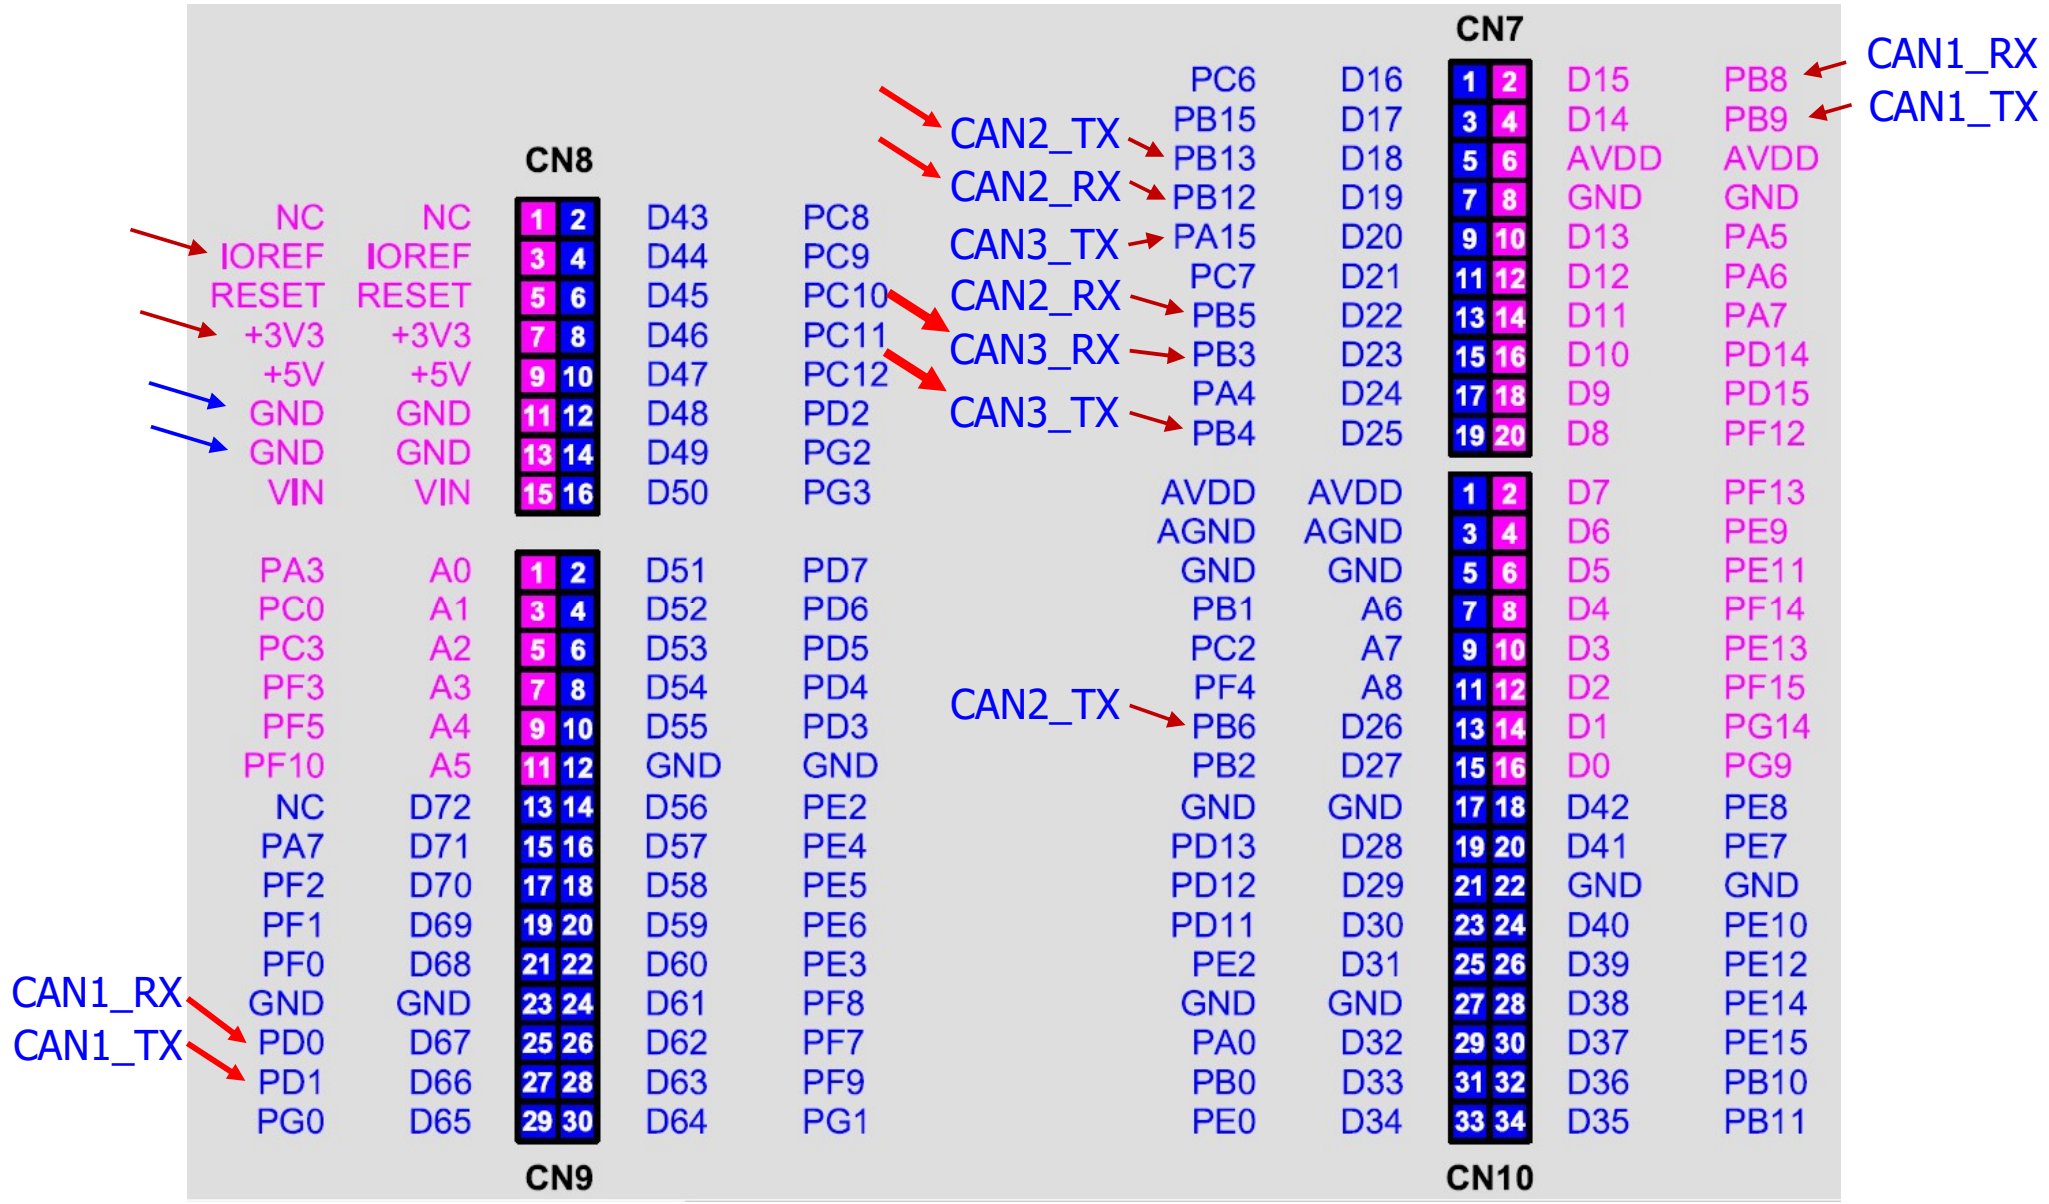 CN7
CAN1_RX
PC6 D16 1 2 D15 PB8
CAN1_TX
PB15 D17 3 4 D14 PB9
CAN2_TX
PB13 D18 5 6 AVDD AVDD
CAN2_RX
PB12 D19 7 8 GND GND
CAN3_TX PA15 D20 9 10 D13 PA5
PC7 D21 11 12 D12 PA6
CAN2_RX
PB5 D22 13 14 D11 PA7
CAN3_RX PB3 D23 15 16 D10 PD14
PA4 D24 17 18 D9 PD15
CAN3_TX
PB4 D25 19 20 D8 PF12
CN8
NC NC 1 2 D43 PC8
IOREF IOREF 3 4 D44 PC9
RESET RESET 5 6 D45 PC10
+3V3 +3V3 7 8 D46 PC11
+5V +5V 9 10 D47 PC12
GND GND 11 12 D48 PD2
GND GND 13 14 D49 PG2
VIN VIN 15 16 D50 PG3
PA3 A0 1 2 D51 PD7
PC0 A1 3 4 D52 PD6
PC3 A2 5 6 D53 PD5
PF3 A3 7 8 D54 PD4
PF5 A4 9 10 D55 PD3
PF10 A5 11 12 GND GND
NC D72 13 14 D56 PE2
PA7 D71 15 16 D57 PE4
PF2 D70 17 18 D58 PE5
PF1 D69 19 20 D59 PE6
PF0 D68 21 22 D60 PE3
CAN1_RX
GND GND 23 24 D61 PF8
CAN1_TX PD0 D67 25 26 D62 PF7
PD1 D66 27 28 D63 PF9
PG0 D65 29 30 D64 PG1
CN9
AVDD AVDD 1 2 D7 PF13
AGND AGND 3 4 D6 PE9
GND GND 5 6 D5 PE11
PB1 A6 7 8 D4 PF14
PC2 A7 9 10 D3 PE13
PF4 A8 11 12 D2 PF15
CAN2_TX
PB6 D26 13 14 D1 PG14
PB2 D27 15 16 D0 PG9
GND GND 17 18 D42 PE8
PD13 D28 19 20 D41 PE7
PD12 D29 21 22 GND GND
PD11 D30 23 24 D40 PE10
PE2 D31 25 26 D39 PE12
GND GND 27 28 D38 PE14
PA0 D32 29 30 D37 PE15
PB0 D33 31 32 D36 PB10
PE0 D34 33 34 D35 PB11
CN10